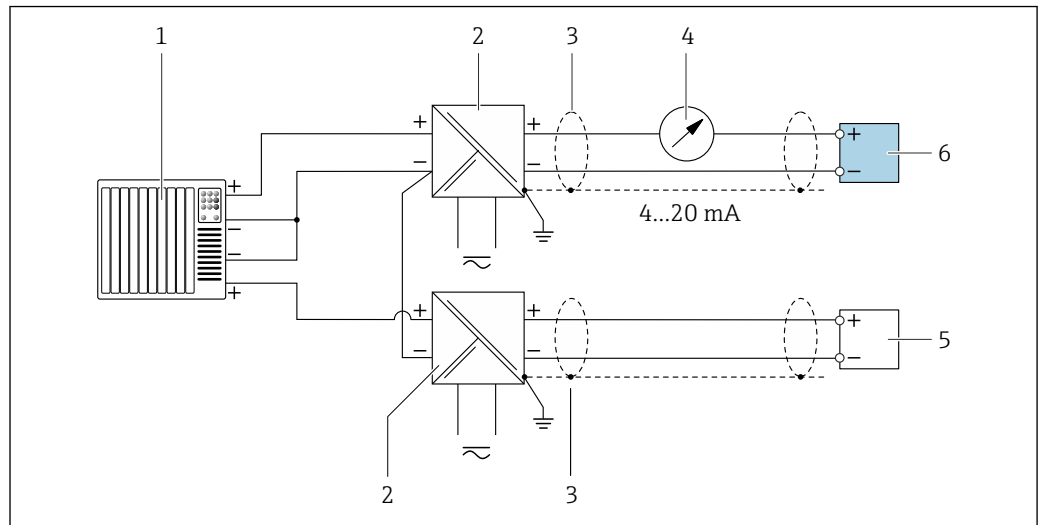 1 2 3 4
+ +
+ 6
− − −
+ 4...20 mA
−
−
+
+ + + 5
− − −
2 3